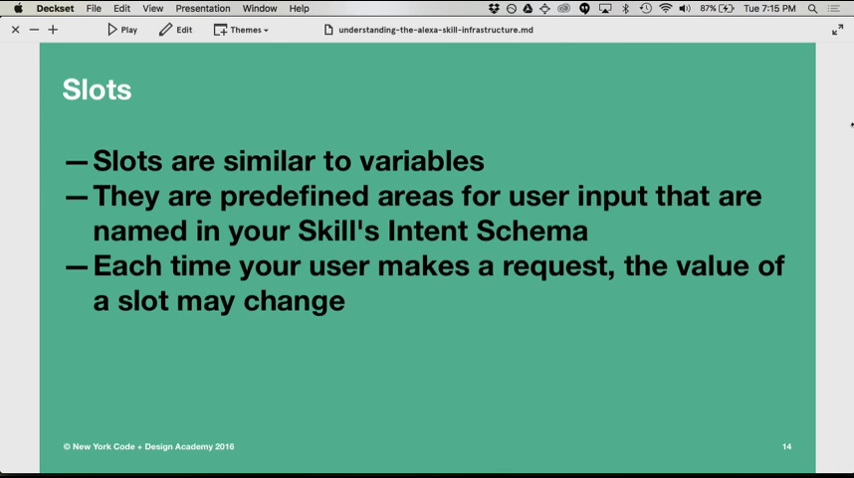 Deckset File Edit View Presentation Window Help 87% Tue 7:15 PM
Play Edit Themes understanding-the-alexa-skill-infrastructure.md
Slots
— Slots are similar to variables
— They are predefined areas for user input that are
named in your Skill's Intent Schema
— Each time your user makes a request, the value of
a slot may change
© New York Code + Design Academy 2016 14